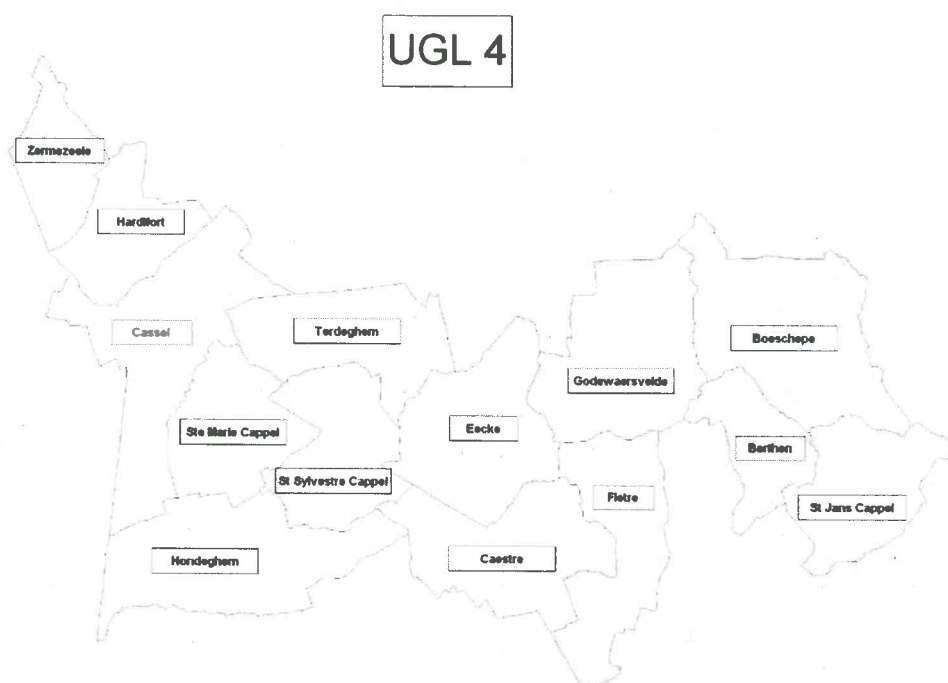 UGL 4
Zermezeele
Hardifort
Cassel
Terdeghem
Boeschepe
Godewaersvelde
Ste Marie Cappel
Eecke
Berthen
St Sylvestre Cappel
Fletre
St Jans Cappel
Hondeghem
Caestre